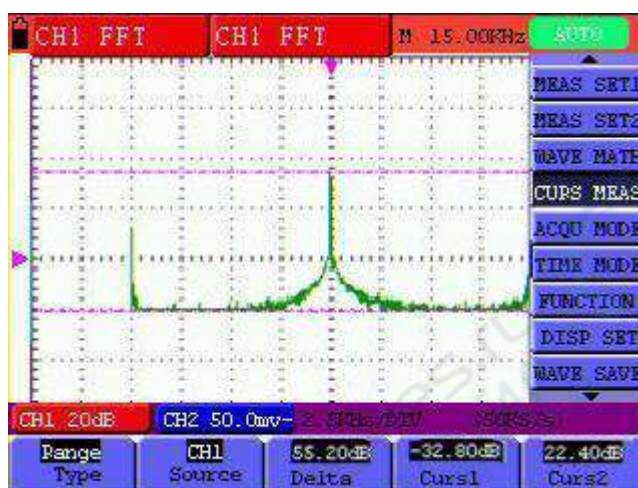 CH1 FFT
CH1 FFT
M 15.00KHz
AUTO
MEAS SET1
MEAS SET2
WAVE MATH
CURS MEAS
ACQU MODE
TIME MODE
FUNCTION
DISP SET
WAVE SAVE
CH1 20dB
CH2 50.0mv~
Range
Type
CH1
Source
55.20dB
Delta
-32.80dB
Curs1
22.40dB
Curs2